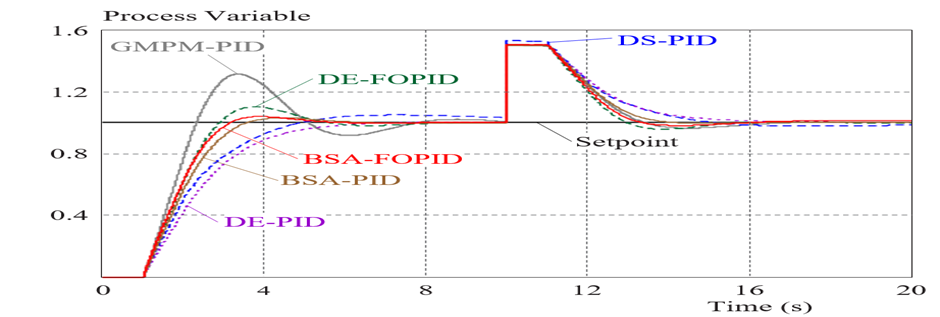 Process Variable
1.6
GMPM-PID
DS-PID
DE-FOPID
1.2
Setpoint
0.8
BSA-FOPID
BSA-PID
0.4
DE-PID
0 4 8 12 16 20
Time (s)